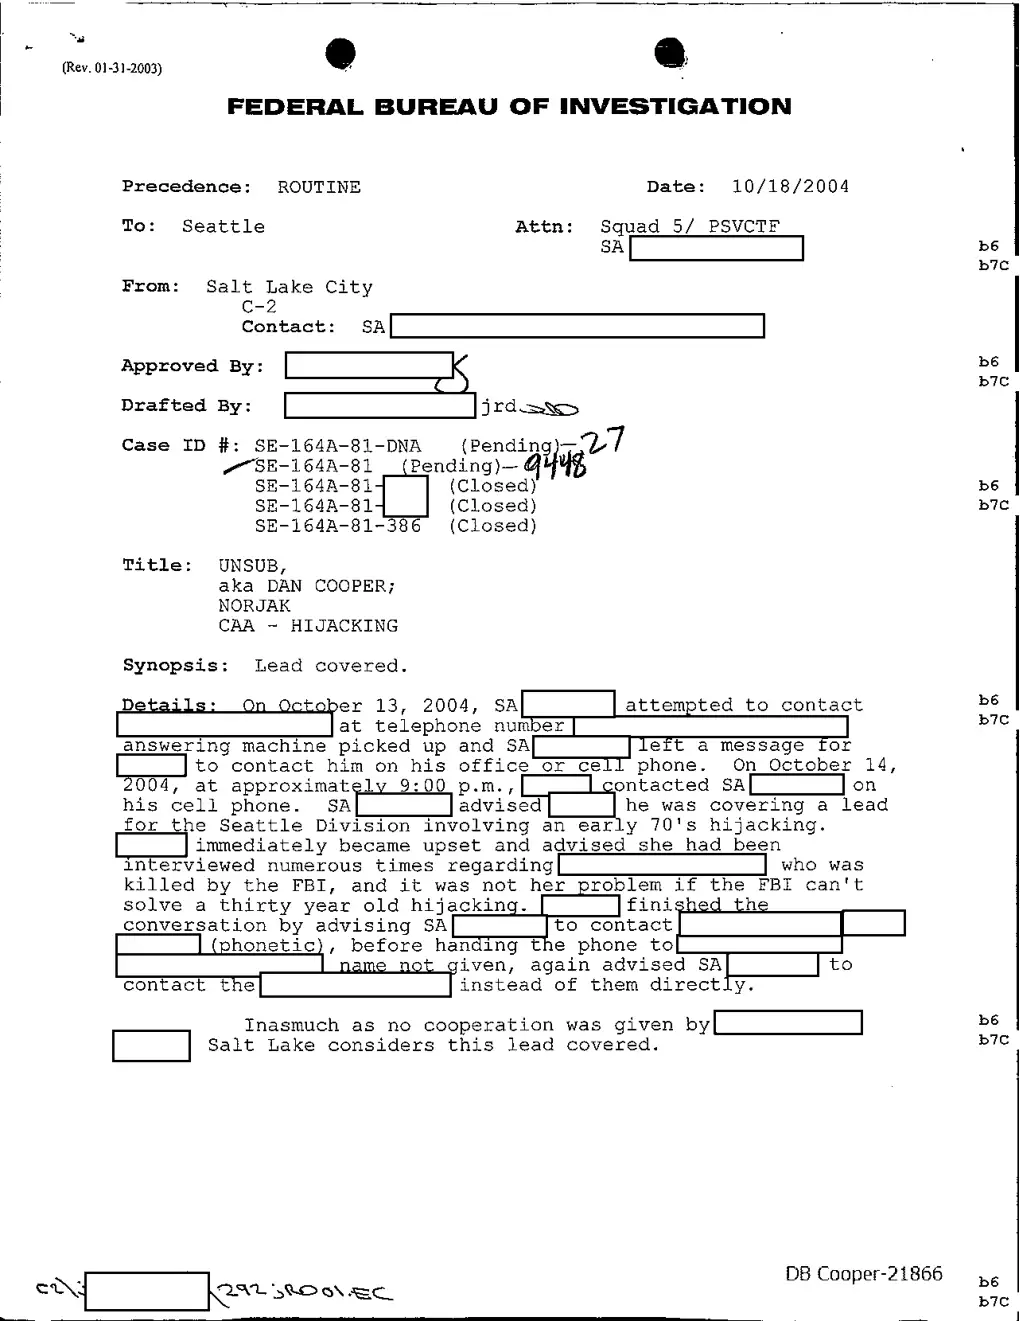 (Rev. 01-31-2003)
FEDERAL BUREAU OF INVESTIGATION
Precedence: ROUTINE Date: 10/18/2004
To: Seattle Attn: Squad 5/ PSVCTF
SA
b6
b7C
From: Salt Lake City
C-2
Contact: SA
Approved By:
b6
b7C
Drafted By: jrd
Case ID #: SE-164A-81-DNA (Pending)-27
SE-164A-81 (Pending)-9448
SE-164A-81- (Closed)
b6
SE-164A-81- (Closed)
b7C
SE-164A-81-386 (Closed)
Title: UNSUB,
aka DAN COOPER;
NORJAK
CAA - HIJACKING
Synopsis: Lead covered.
Details: On October 13, 2004, SA attempted to contact
b6
at telephone number
b7C
answering machine picked up and SA left a message for
to contact him on his office or cell phone. On October 14,
2004, at approximately 9:00 p.m., contacted SA on
his cell phone. SA advised he was covering a lead
for the Seattle Division involving an early 70's hijacking.
immediately became upset and advised she had been
interviewed numerous times regarding who was
killed by the FBI, and it was not her problem if the FBI can't
solve a thirty year old hijacking. finished the
conversation by advising SA to contact
(phonetic), before handing the phone to
name not given, again advised SA to
contact the instead of them directly.
Inasmuch as no cooperation was given by
b6
Salt Lake considers this lead covered.
b7C
DB Cooper-21866
b6
b7C